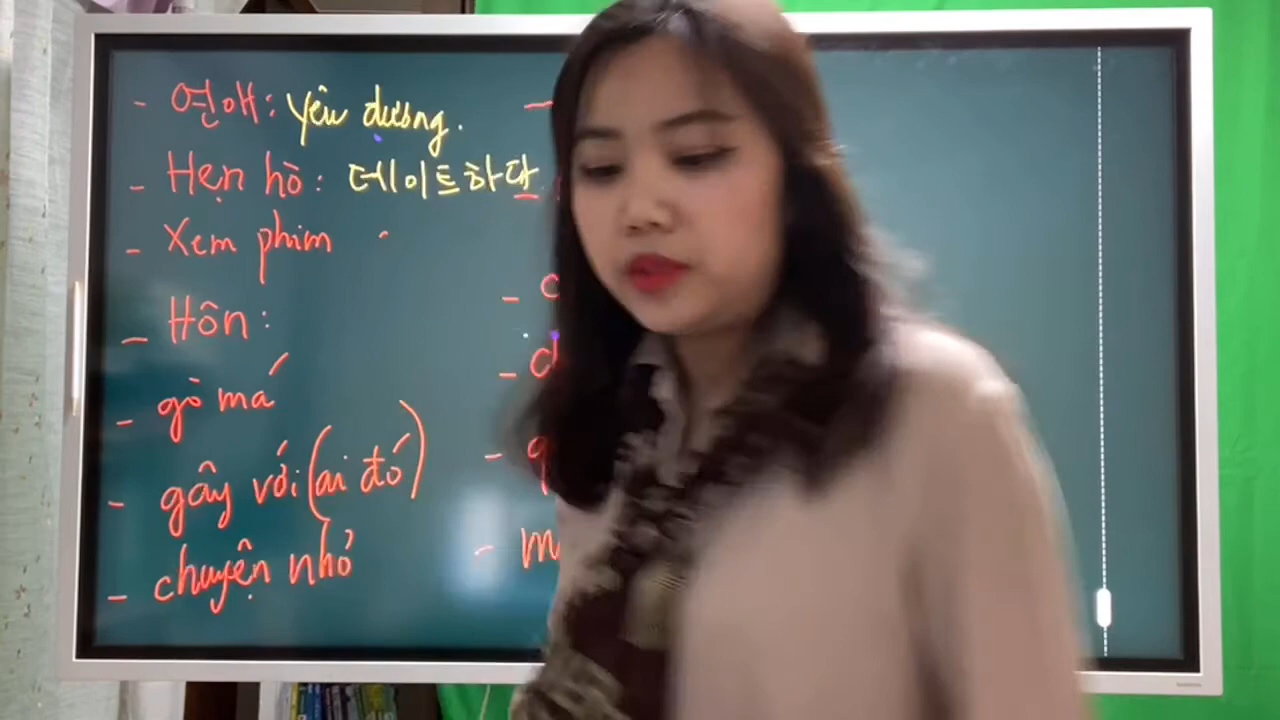 - 연애: yêu dương.
- Hẹn hò: 데이트하다
- Xem phim
- Hôn:
- gò má
- gây với (ai đó)
- chuyện nhỏ